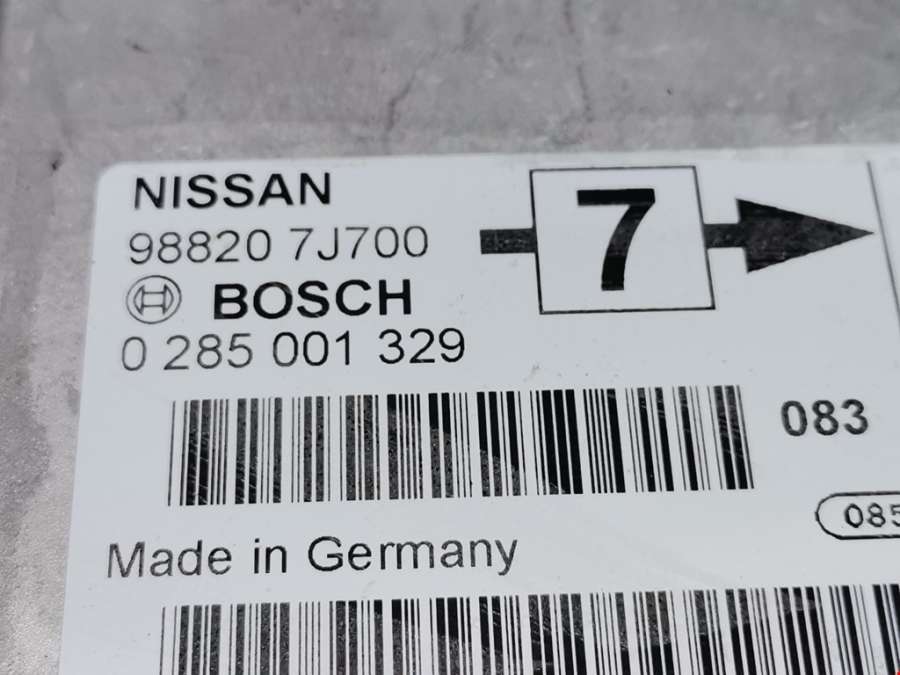 NISSAN
98820 7J700
7
BOSCH
0 285 001 329
083
085
Made in Germany